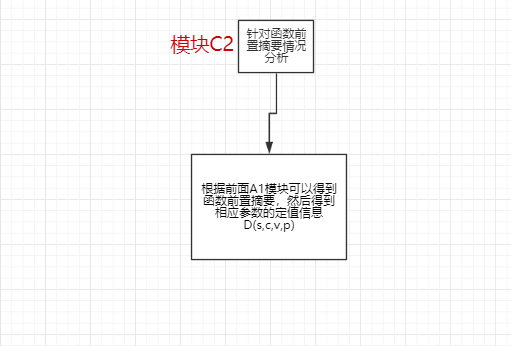 模块C2
针对函数前
置摘要情况
分析
根据前面A1模块可以得到
函数前置摘要，然后得到
相应参数的定值信息
D(s,c,v,p)